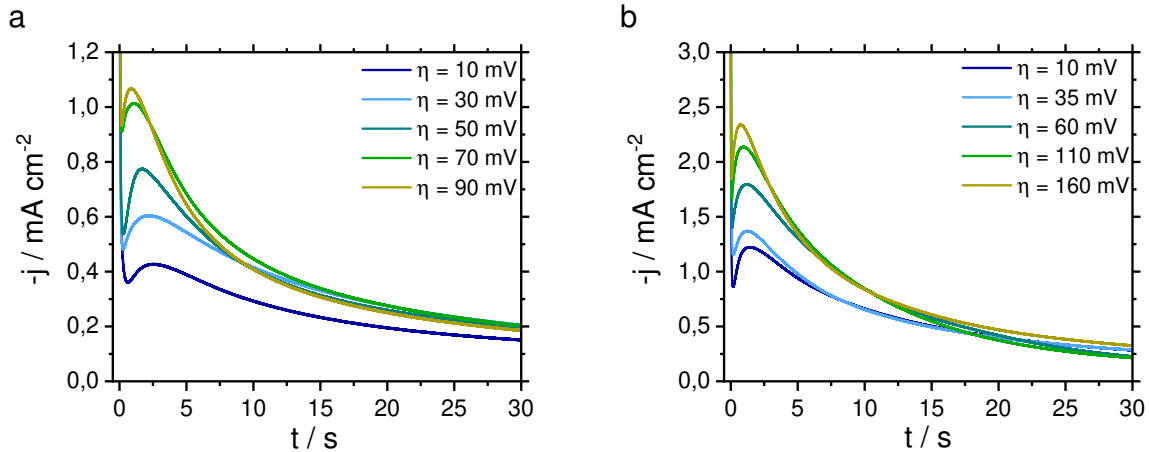 a
-j / mA cm⁻²
1,2
1,0
0,8
0,6
0,4
0,2
0,0
η = 10 mV
η = 30 mV
η = 50 mV
η = 70 mV
η = 90 mV
0 5 10 15 20 25 30
t / s
b
-j / mA cm⁻²
3,0
2,5
2,0
1,5
1,0
0,5
0,0
η = 10 mV
η = 35 mV
η = 60 mV
η = 110 mV
η = 160 mV
0 5 10 15 20 25 30
t / s